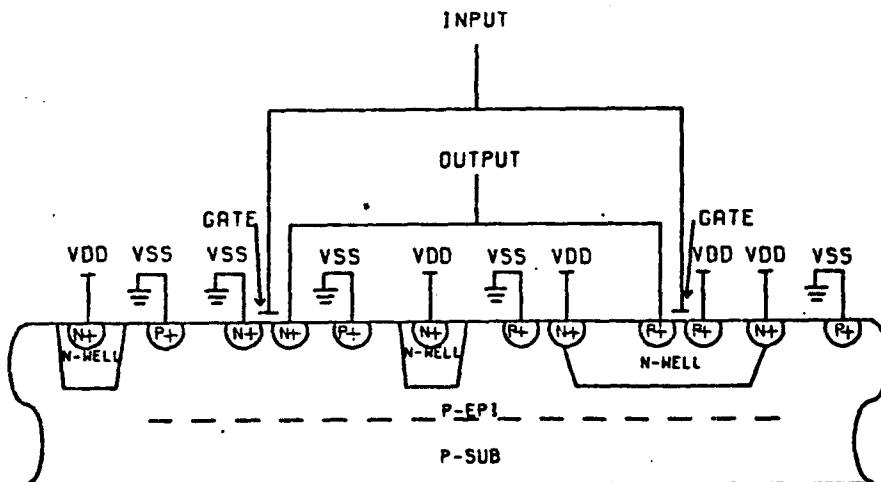 INPUT
OUTPUT
GATE GATE
VDD VSS VSS VSS VDD VSS VDD VDD VDD VSS
N+ P+ N+ N+ P+ N+ P+ N+ P+ P+ N+ P+
N-WELL N-WELL N-WELL
P-EPI
P-SUB